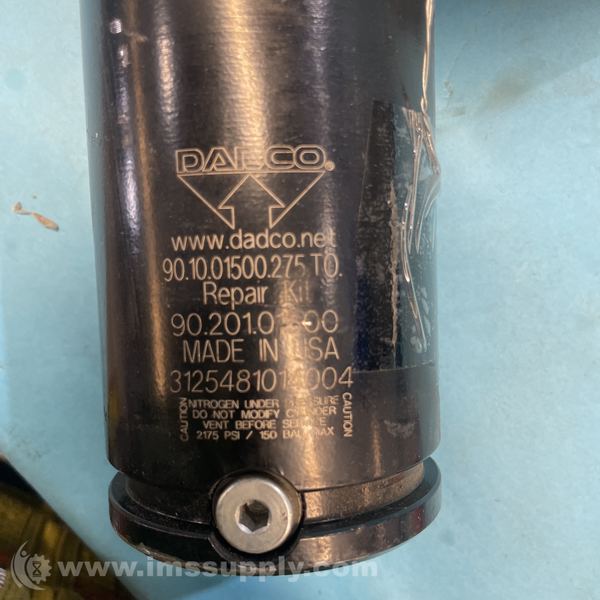 DADCO®
www.dadco.net
90.10.01500.275.TO.
Repair Kit
MADE IN USA
CAUTION
NITROGEN UNDER PRESSURE
DO NOT MODIFY CYLINDER
VENT BEFORE SERVICE
2175 PSI / 150 BAR MAX
CAUTION
www.imssupply.com